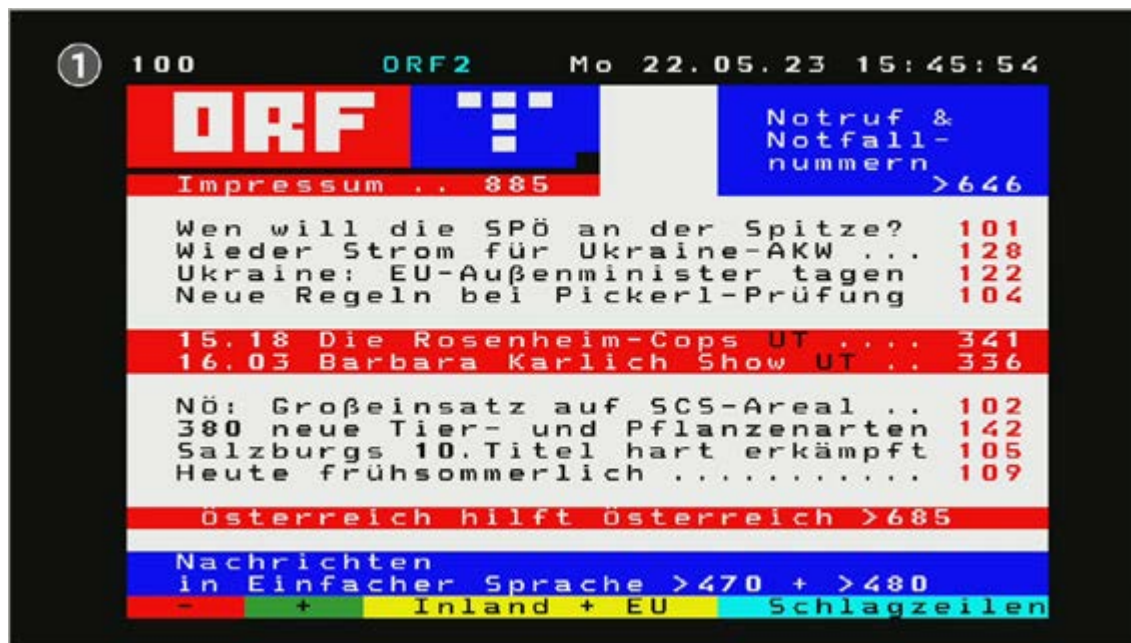 1
100 ORF2 Mo 22.05.23 15:45:54
ORF T
Notruf &
Notfall-
nummern
>646
Impressum .. 885
Wen will die SPÖ an der Spitze? 101
Wieder Strom für Ukraine-AKW ... 128
Ukraine: EU-Außenminister tagen 122
Neue Regeln bei Pickerl-Prüfung 104
15.18 Die Rosenheim-Cops UT .... 341
16.03 Barbara Karlich Show UT .. 336
Nö: Großeinsatz auf SCS-Areal .. 102
380 neue Tier- und Pflanzenarten 142
Salzburgs 10.Titel hart erkämpft 105
Heute frühsommerlich ........... 109
Österreich hilft Österreich >685
Nachrichten
in Einfacher Sprache >470 + >480
- + Inland + EU Schlagzeilen